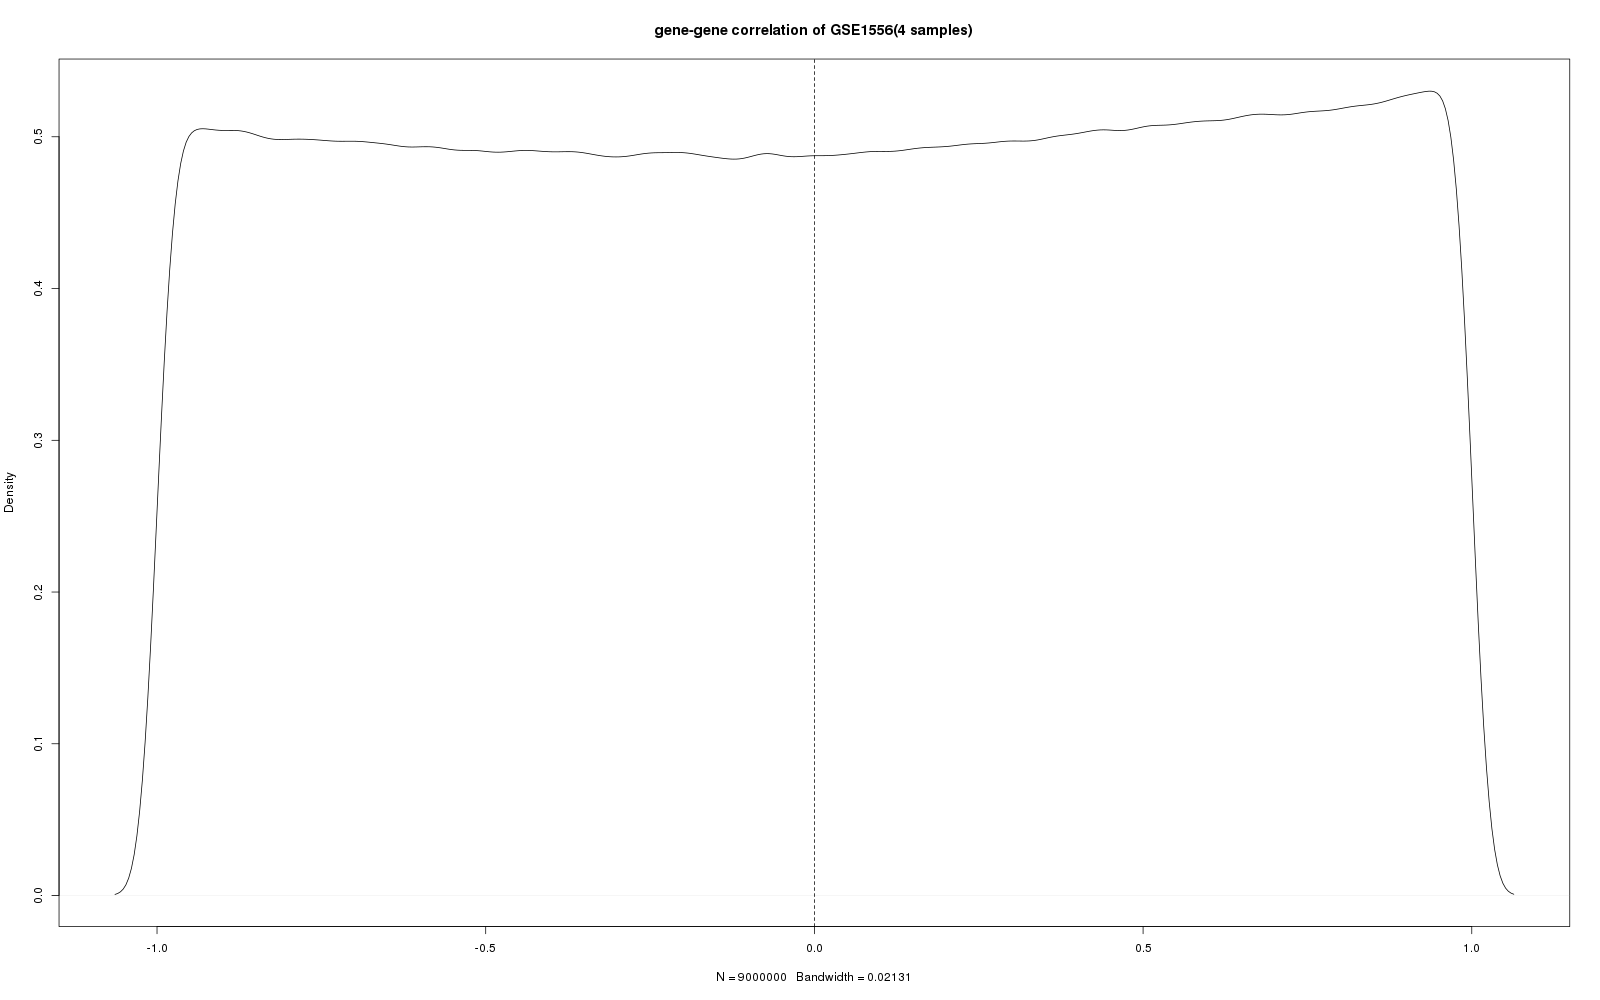 gene-gene correlation of GSE1556(4 samples)
Density
0.5
0.4
0.3
0.2
0.1
0.0
-1.0 -0.5 0.0 0.5 1.0
N = 9000000 Bandwidth = 0.02131